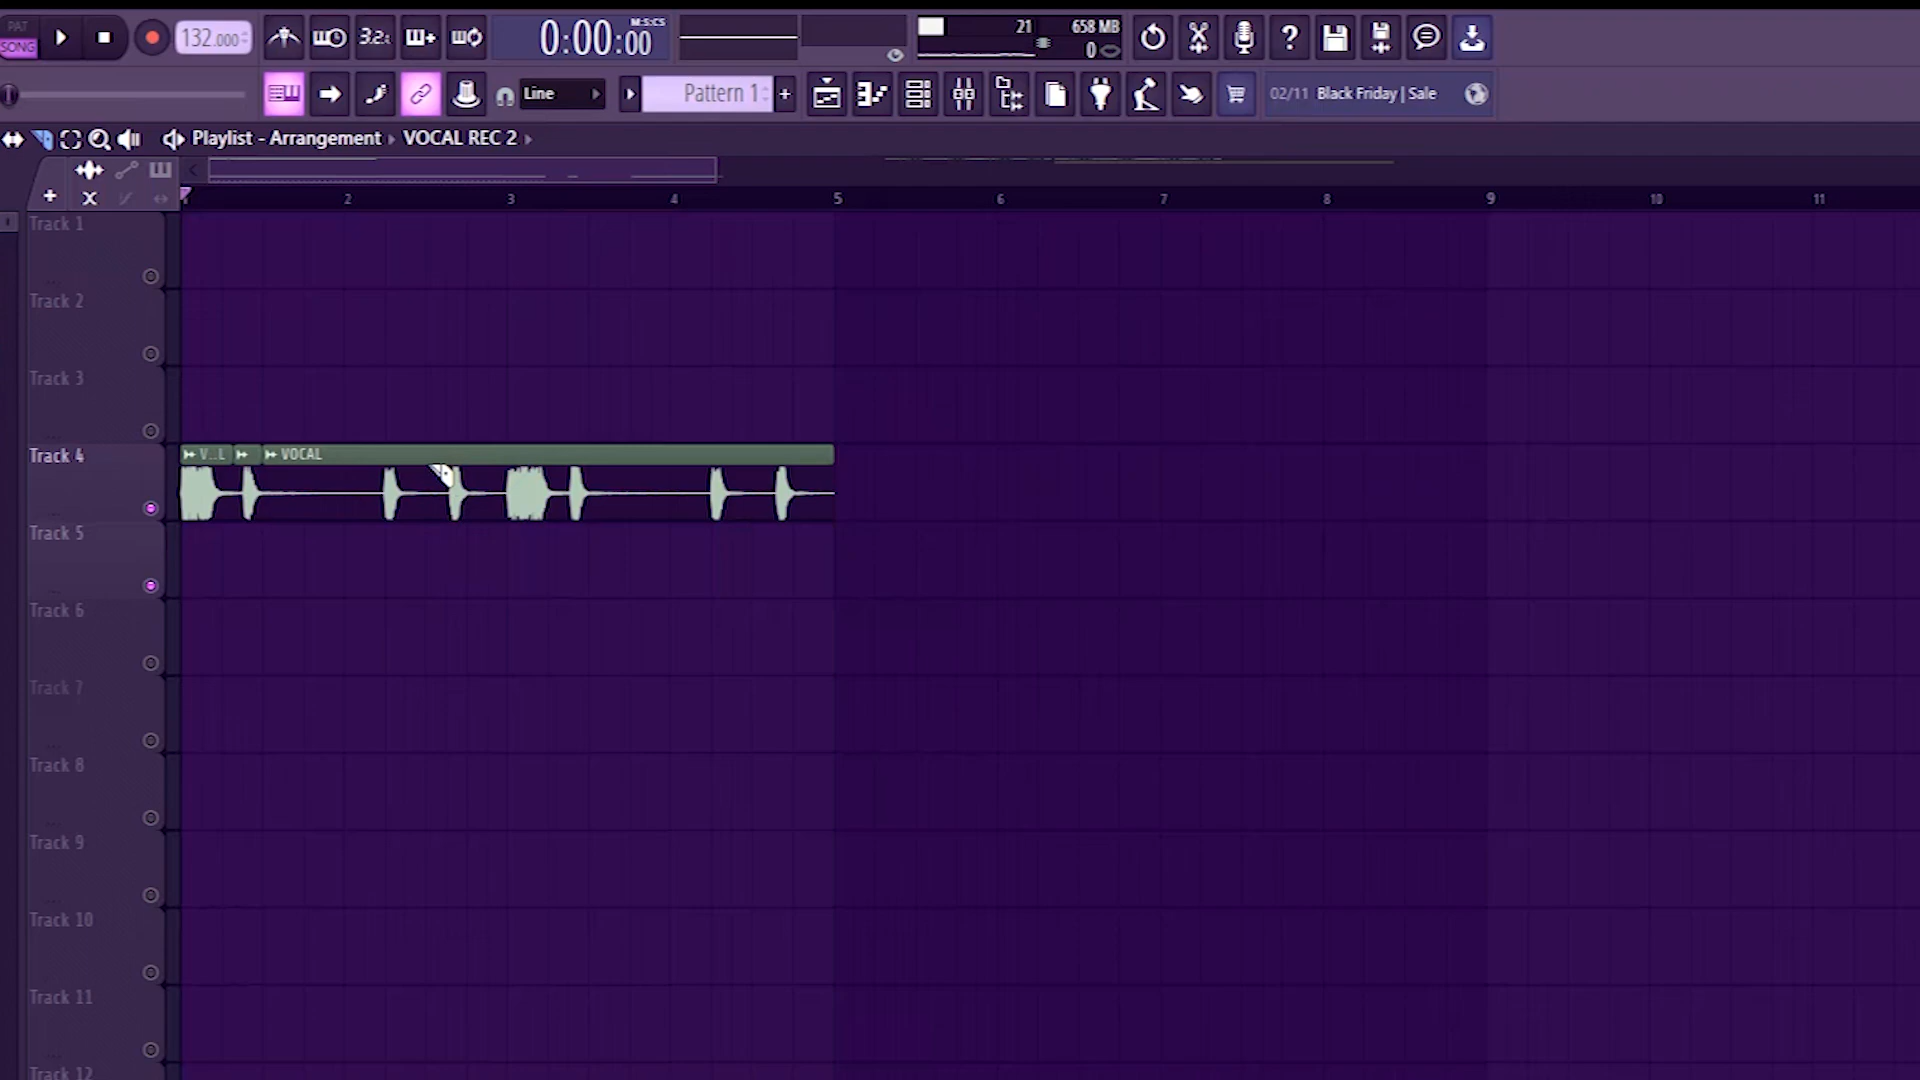 PAT
SONG
132.000
3.2.
M:S:CS
0:00:00
21
658 MB
0
Line
Pattern 1
+
02/11 Black Friday | Sale
Playlist - Arrangement › VOCAL REC 2 ›
2 3 4 5 6 7 8 9 10 11
Track 1
Track 2
Track 3
Track 4
V..L
VOCAL
Track 5
Track 6
Track 7
Track 8
Track 9
Track 10
Track 11
Track 12